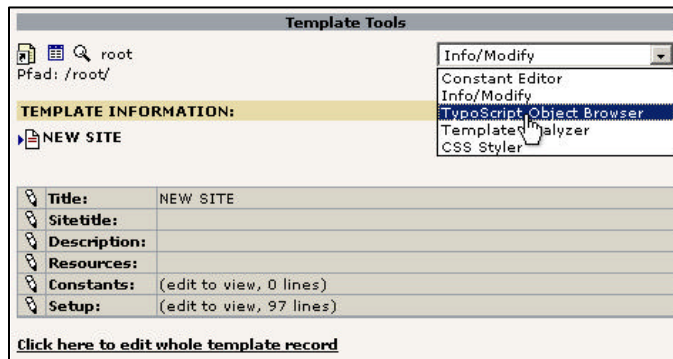 Template Tools
root
Info/Modify
Pfad: /root/
Constant Editor
Info/Modify
TypoScript Object Browser
Template Analyzer
CSS Styler
TEMPLATE INFORMATION:
NEW SITE
Title: NEW SITE
Sitetitle:
Description:
Resources:
Constants: (edit to view, 0 lines)
Setup: (edit to view, 97 lines)
Click here to edit whole template record